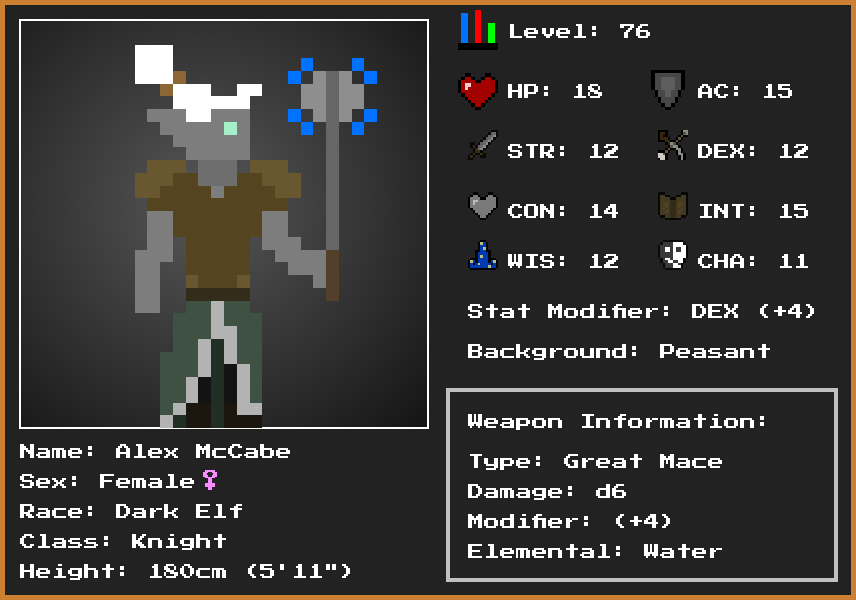 Level: 76
HP: 18 AC: 15
STR: 12 DEX: 12
CON: 14 INT: 15
WIS: 12 CHA: 11
Stat Modifier: DEX (+4)
Background: Peasant
Weapon Information:
Type: Great Mace
Damage: d6
Modifier: (+4)
Elemental: Water
Name: Alex McCabe
Sex: Female♀
Race: Dark Elf
Class: Knight
Height: 180cm (5'11")